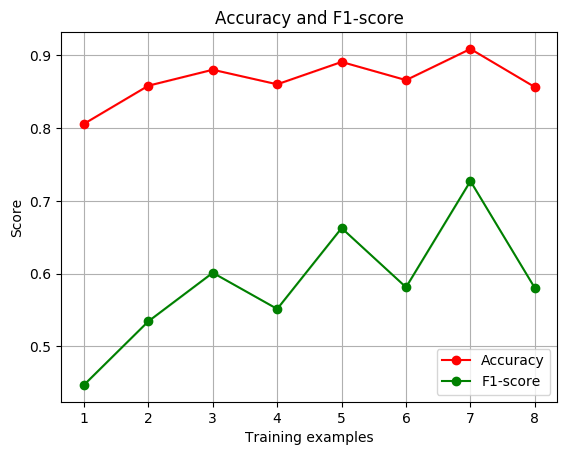 Accuracy and F1-score
0.9
0.8
0.7
0.6
0.5
Score
1 2 3 4 5 6 7 8
Training examples
Accuracy
F1-score